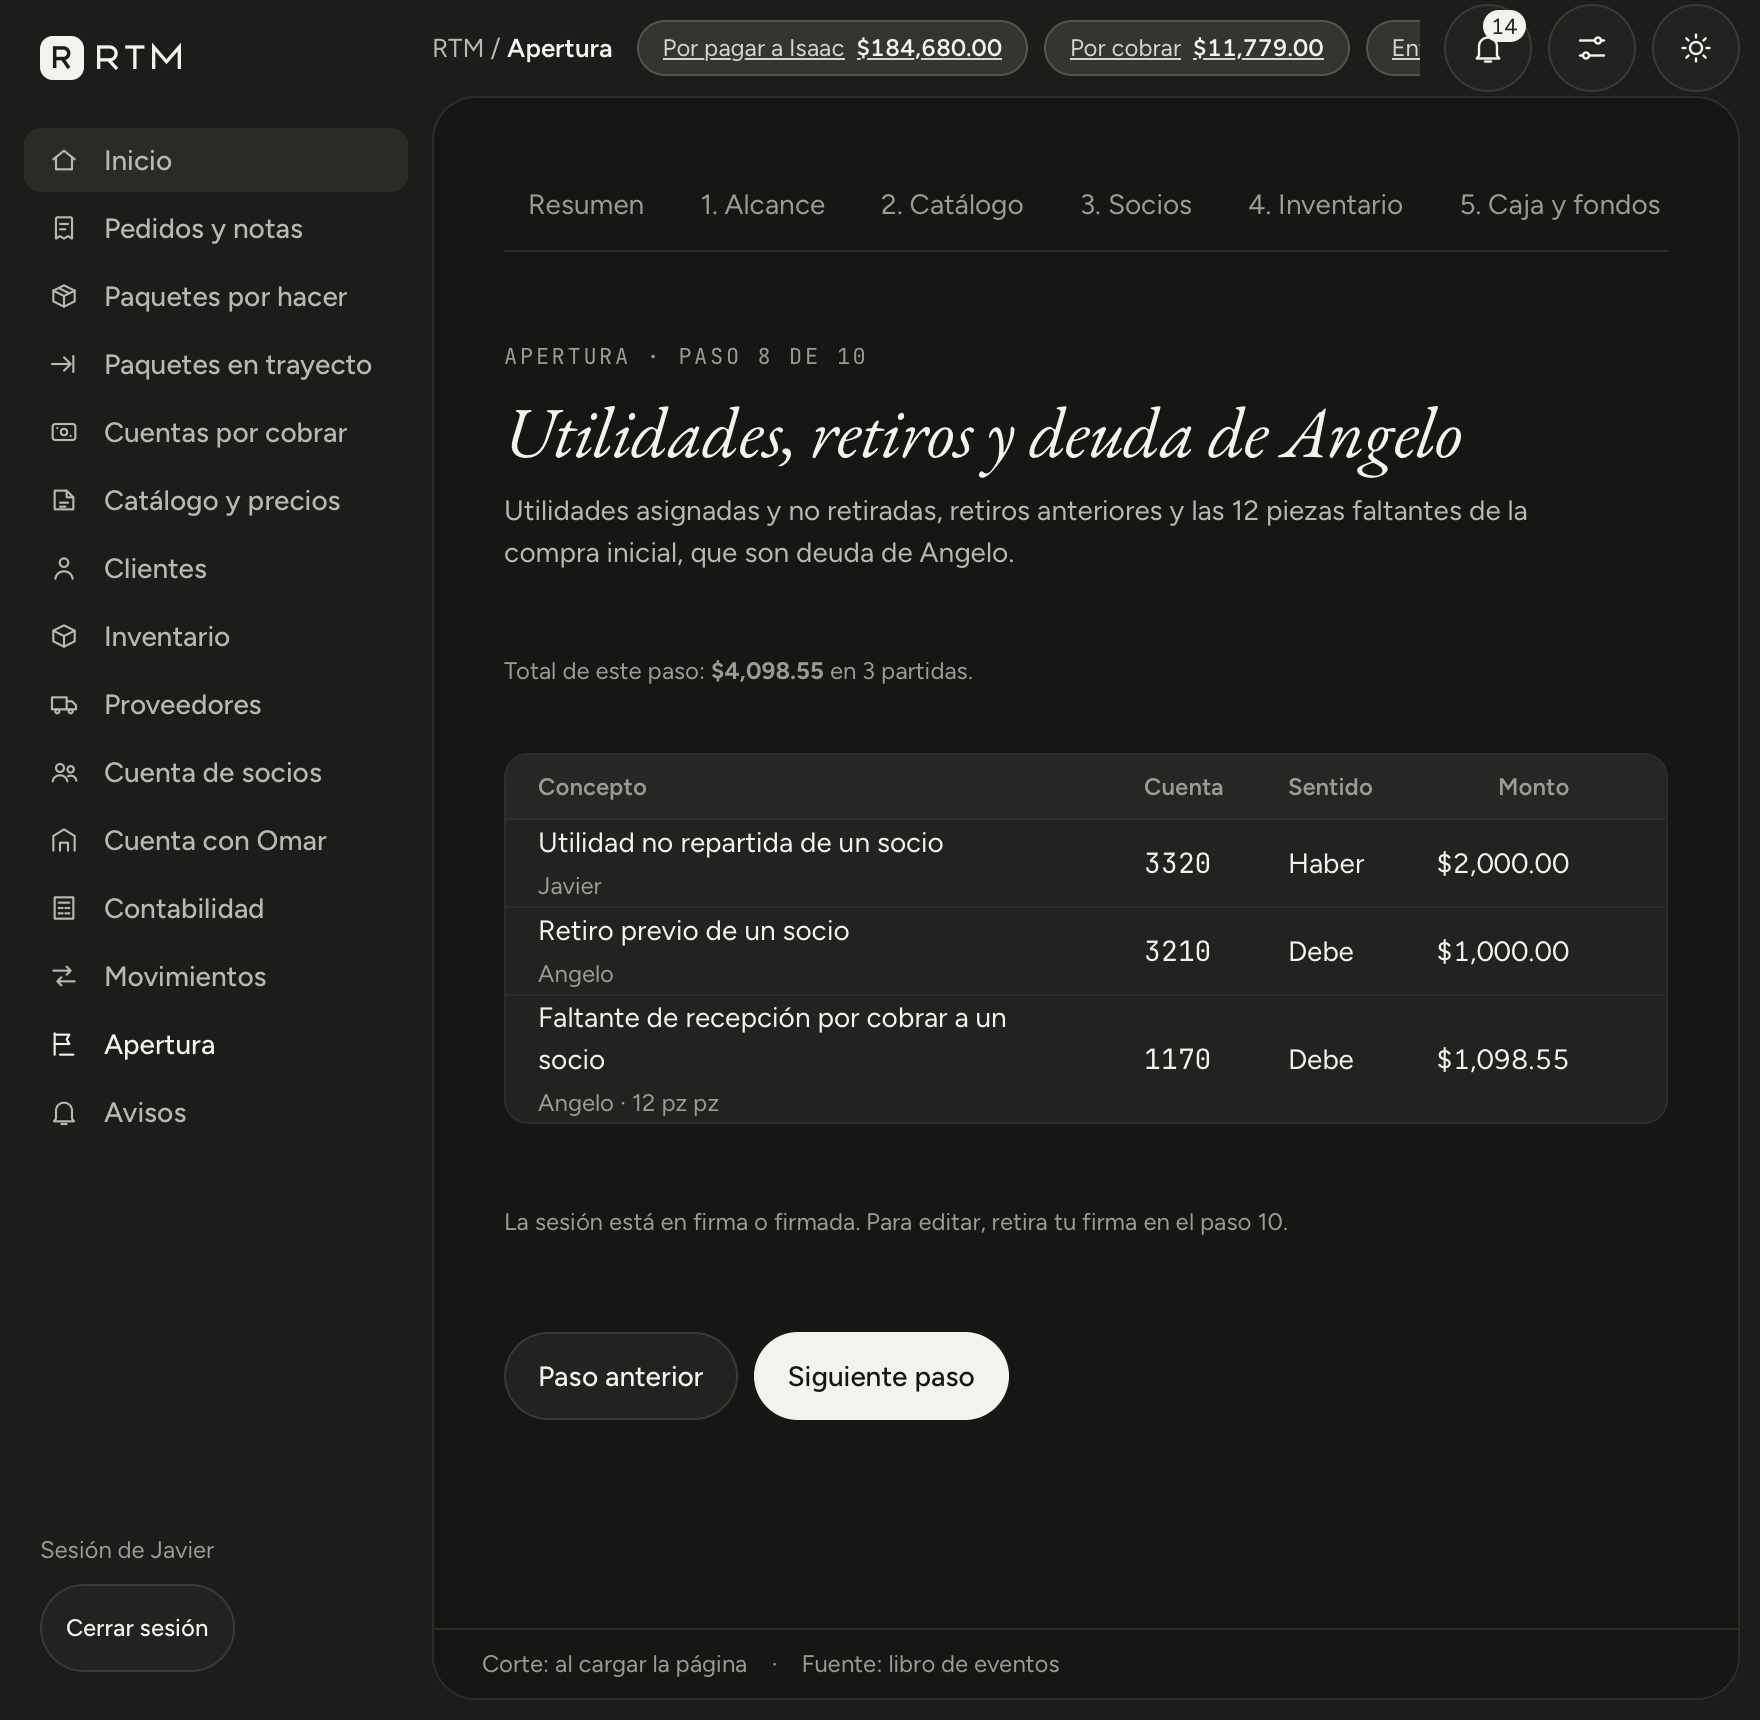 R RTM
RTM / Apertura
Por pagar a Isaac $184,680.00
Por cobrar $11,779.00
14
Inicio
Pedidos y notas
Paquetes por hacer
Paquetes en trayecto
Cuentas por cobrar
Catálogo y precios
Clientes
Inventario
Proveedores
Cuenta de socios
Cuenta con Omar
Contabilidad
Movimientos
Apertura
Avisos
Sesión de Javier
Cerrar sesión
Resumen 1. Alcance 2. Catálogo 3. Socios 4. Inventario 5. Caja y fondos
APERTURA · PASO 8 DE 10
Utilidades, retiros y deuda de Angelo
Utilidades asignadas y no retiradas, retiros anteriores y las 12 piezas faltantes de la
compra inicial, que son deuda de Angelo.
Total de este paso: $4,098.55 en 3 partidas.
Concepto Cuenta Sentido Monto
Utilidad no repartida de un socio
Javier
3320 Haber $2,000.00
Retiro previo de un socio
Angelo
3210 Debe $1,000.00
Faltante de recepción por cobrar a un
socio
Angelo · 12 pz pz
1170 Debe $1,098.55
La sesión está en firma o firmada. Para editar, retira tu firma en el paso 10.
Paso anterior
Siguiente paso
Corte: al cargar la página · Fuente: libro de eventos